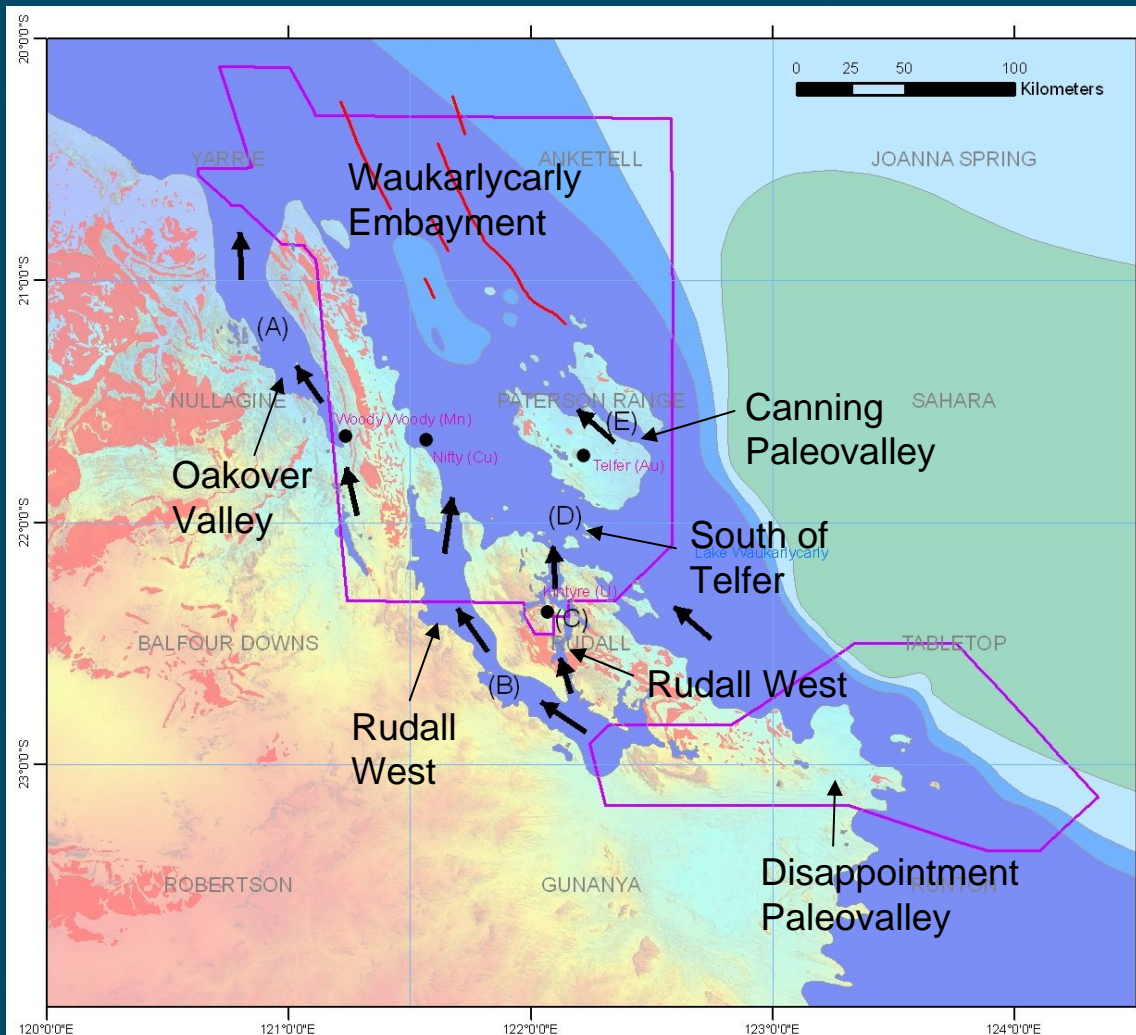 20°0'0"S
0 25 50 100
Kilometers
YARRIE
ANKETELL
JOANNA SPRING
Waukarlycarly
Embayment
21°0'0"S
(A)
NULLAGINE
PATERSON RANGE
SAHARA
Canning
Paleovalley
(E)
Woody Woody (Mn)
Nifty (Cu)
Telfer (Au)
Oakover
Valley
22°0'0"S
(D)
South of
Telfer
Lake Waukarlycarly
Kintyre (U)
(C)
BALFOUR DOWNS
RUDALL
TABLETOP
(B)
Rudall West
Rudall
West
23°0'0"S
Disappointment
Paleovalley
ROBERTSON
GUNANYA
RUNTON
120°0'0"E
121°0'0"E
122°0'0"E
123°0'0"E
124°0'0"E